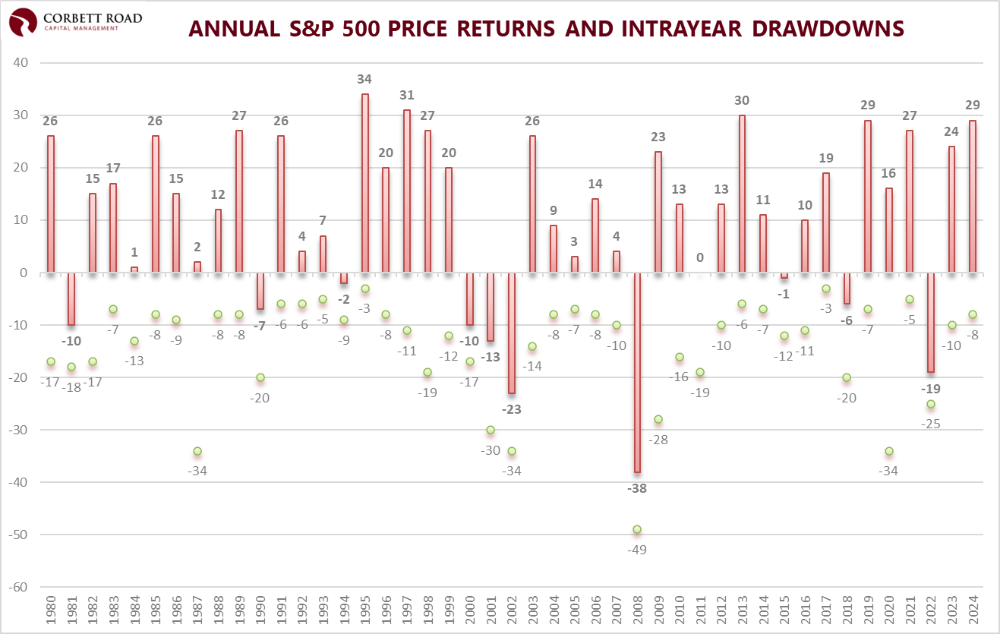 CORBETT ROAD
CAPITAL MANAGEMENT
ANNUAL S&P 500 PRICE RETURNS AND INTRAYEAR DRAWDOWNS
40
30
20
10
0
-10
-20
-30
-40
-50
-60
26 -10 15 17 1 26 15 2 12 27 -7 26 4 7 -2 34 20 31 27 20 -10 -13 -23 26 9 3 14 4 -38 23 13 0 13 30 11 -1 10 19 -6 29 16 27 -19 24 29
-17 -18 -17 -7 -13 -8 -9 -34 -8 -8 -20 -6 -6 -5 -9 -3 -8 -11 -19 -12 -17 -30 -34 -14 -8 -7 -8 -10 -49 -28 -16 -19 -10 -6 -7 -12 -11 -3 -20 -7 -34 -5 -25 -10 -8
1980 1981 1982 1983 1984 1985 1986 1987 1988 1989 1990 1991 1992 1993 1994 1995 1996 1997 1998 1999 2000 2001 2002 2003 2004 2005 2006 2007 2008 2009 2010 2011 2012 2013 2014 2015 2016 2017 2018 2019 2020 2021 2022 2023 2024